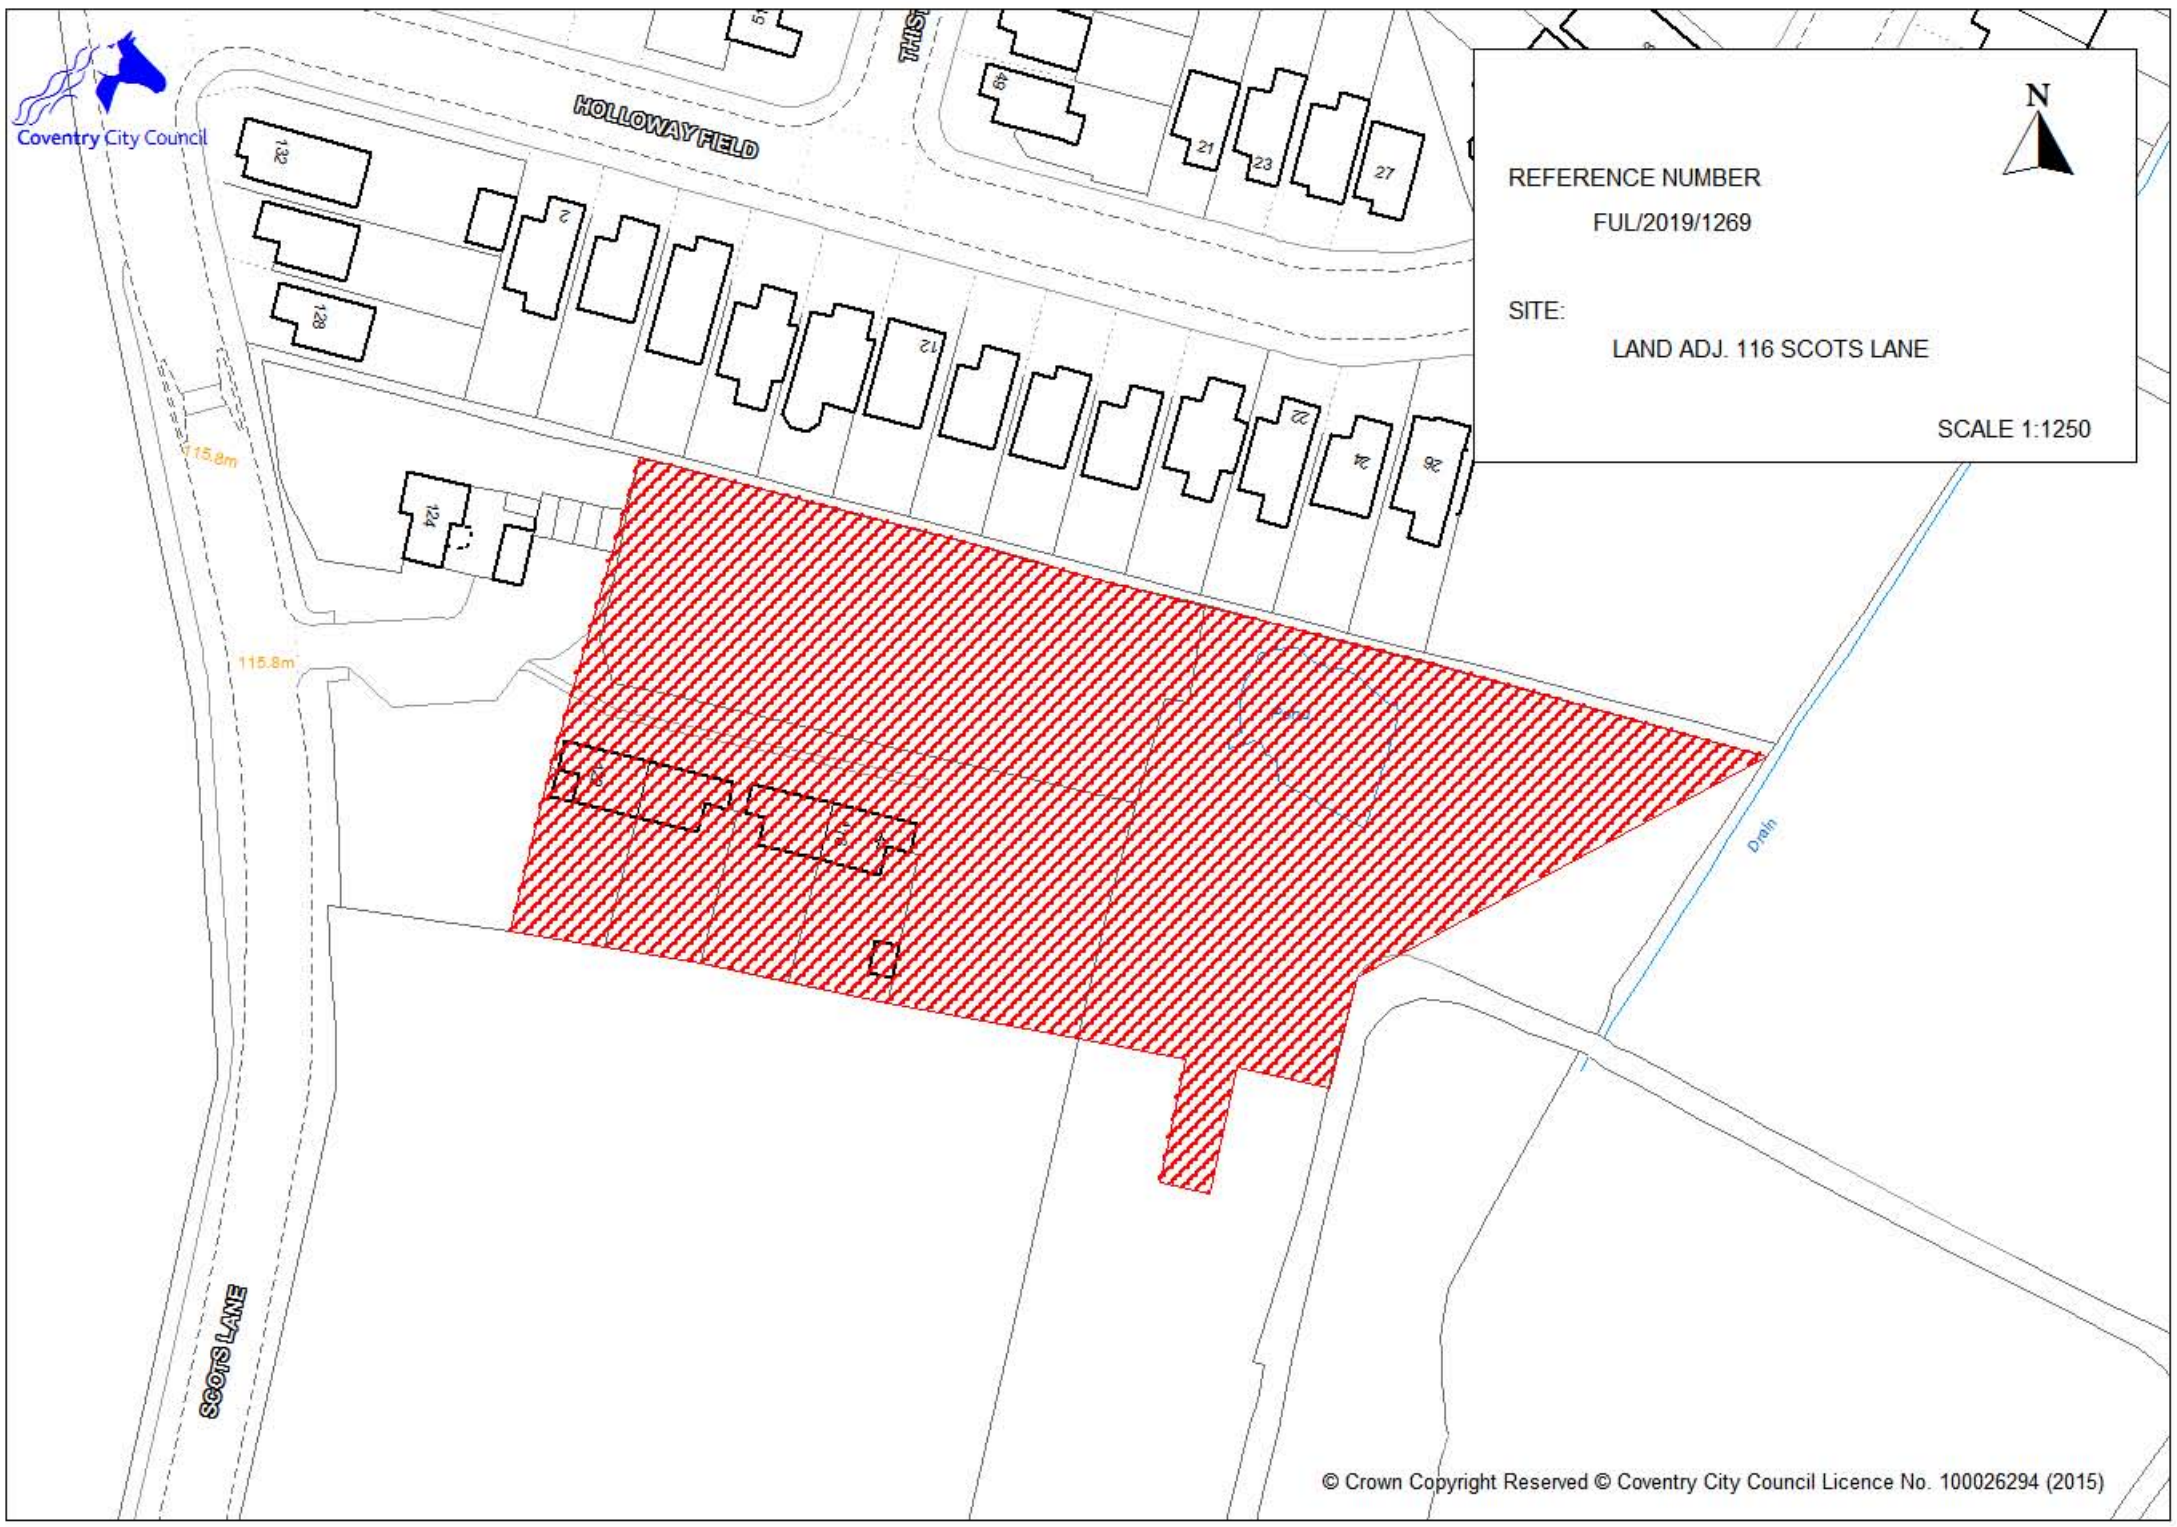 Coventry City Council
HOLLOWAY FIELD
51
49
21
23
27
132
128
2
12
22
24
26
REFERENCE NUMBER
FUL/2019/1269
SITE:
LAND ADJ. 116 SCOTS LANE
SCALE 1:1250
N
115.8m
124
115.8m
Pond
Drain
SCOTS LANE
© Crown Copyright Reserved © Coventry City Council Licence No. 100026294 (2015)